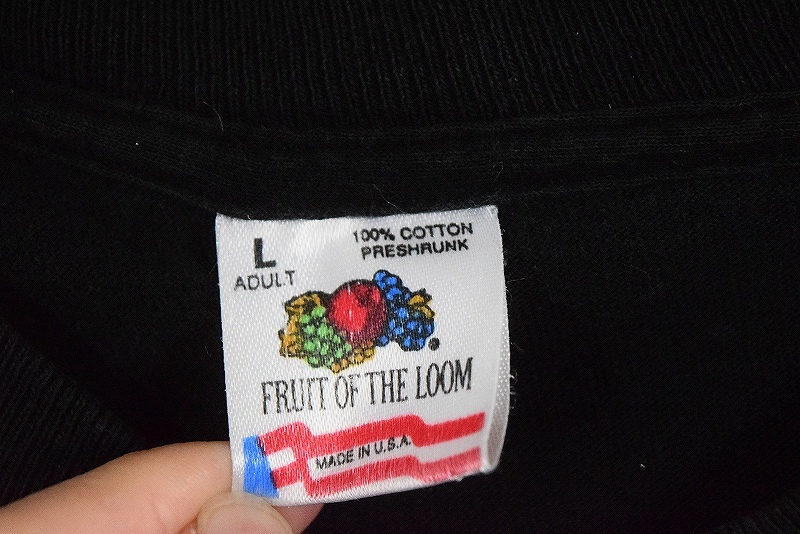 L
ADULT
100% COTTON
PRESHRUNK
FRUIT OF THE LOOM
MADE IN U.S.A.